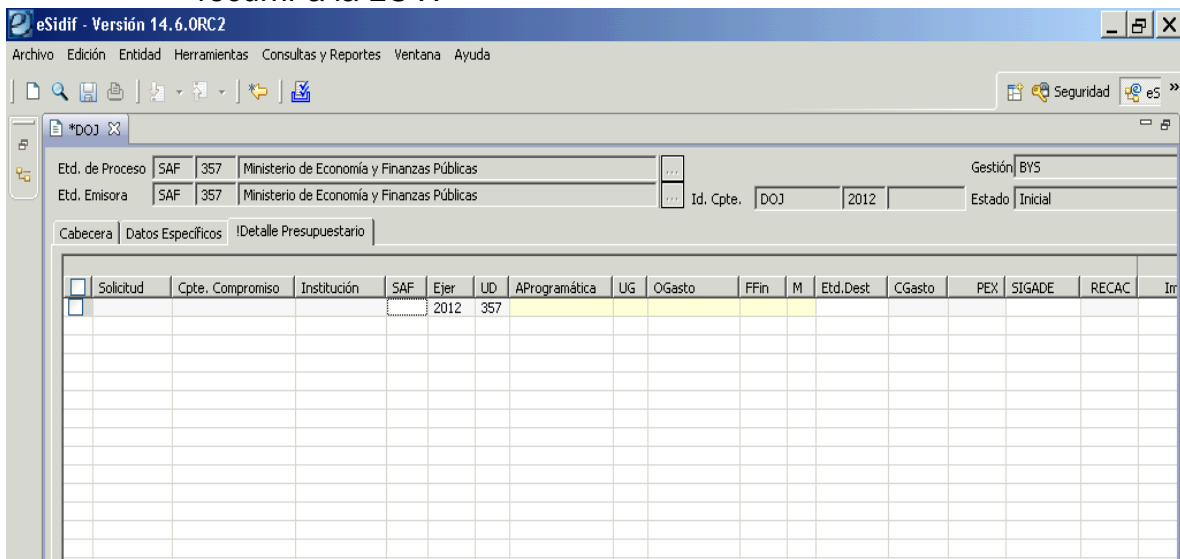 eSidif - Versión 14.6.0RC2
Archivo Edición Entidad Herramientas Consultas y Reportes Ventana Ayuda
Seguridad eS »
*DOJ
Etd. de Proceso SAF 357 Ministerio de Economía y Finanzas Públicas ... Gestión BYS
Etd. Emisora SAF 357 Ministerio de Economía y Finanzas Públicas ... Id. Cpte. DOJ 2012 Estado Inicial
Cabecera Datos Específicos !Detalle Presupuestario
Solicitud Cpte. Compromiso Institución SAF Ejer UD AProgramática UG OGasto FFin M Etd.Dest CGasto PEX SIGADE RECAC Im
2012 357